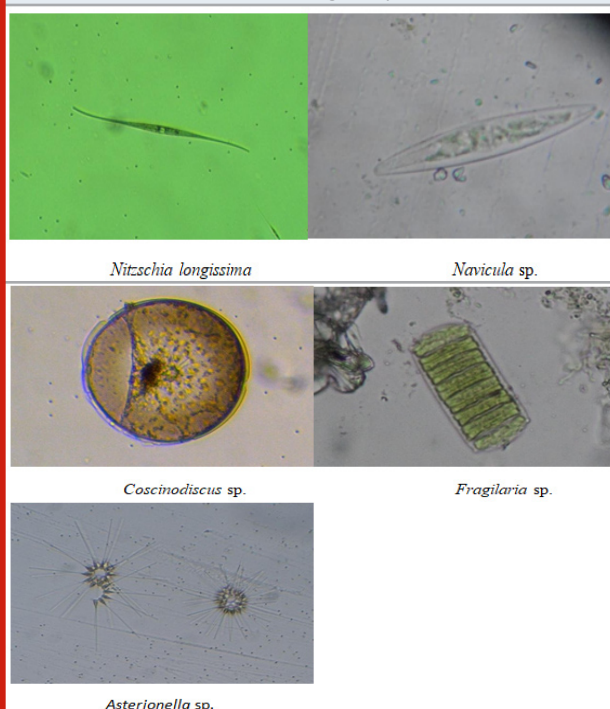 Nitzschia longissima
Navicula sp.
Coscinodiscus sp.
Fragilaria sp.
Asterionella sp.